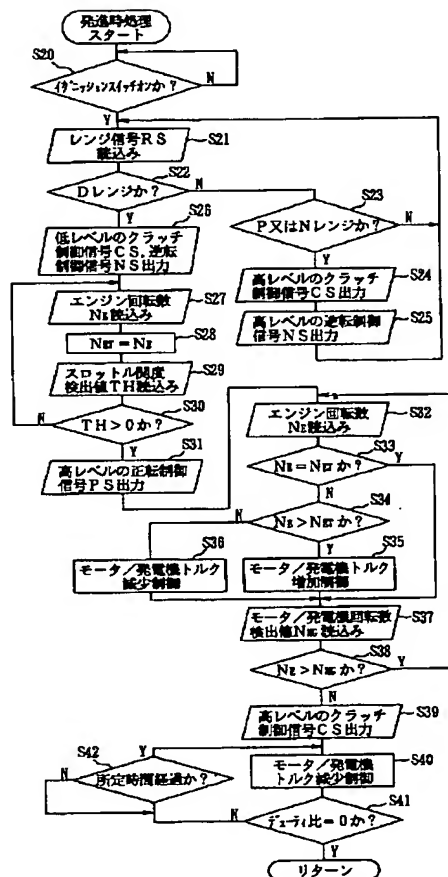 発進時処理
スタート
S20
イグニッションスイッチオンか?
N
Y
S21
レンジ信号RS
読込み
S22
Dレンジか?
N
Y
S23
P又はNレンジか?
N
Y
S24
高レベルのクラッチ
制御信号CS出力
S25
高レベルの逆転制御
信号NS出力
S26
低レベルのクラッチ
制御信号CS,逆転
制御信号NS出力
S27
エンジン回転数
NE読込み
S28
NET=NE
S29
スロットル開度
検出値TH読込み
S30
TH>0か?
N
Y
S31
高レベルの正転制御
信号PS出力
S32
エンジン回転数
NE読込み
S33
NE=NETか?
Y
N
S34
NE>NETか?
N
Y
S36
モータ/発電機トルク
減少制御
S35
モータ/発電機トルク
増加制御
S37
モータ/発電機回転数
検出値NMG読込み
S38
NE>NMGか?
Y
N
S39
高レベルのクラッチ
制御信号CS出力
S42
所定時間経過か?
Y
N
S40
モータ/発電機
トルク減少制御
S41
デューティ比=0か?
N
Y
リターン